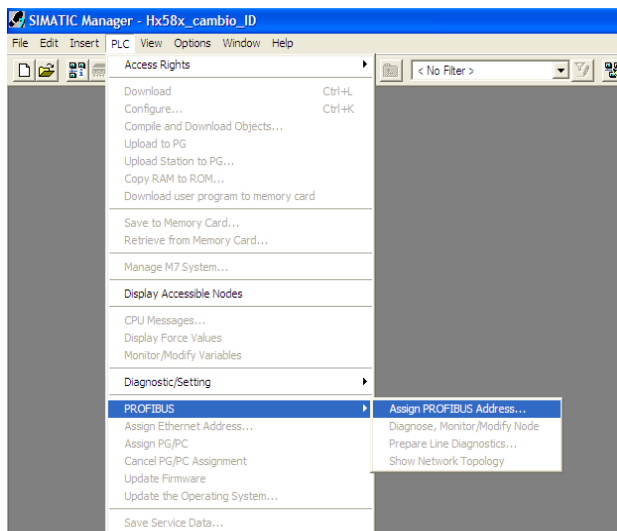 SIMATIC Manager - Hx58x_cambio_ID
File Edit Insert PLC View Options Window Help
< No Filter >
Access Rights
Download Ctrl+L
Configure... Ctrl+K
Compile and Download Objects...
Upload to PG
Upload Station to PG...
Copy RAM to ROM...
Download user program to memory card
Save to Memory Card...
Retrieve from Memory Card...
Manage M7 System...
Display Accessible Nodes
CPU Messages...
Display Force Values
Monitor/Modify Variables
Diagnostic/Setting
PROFIBUS
Assign PROFIBUS Address...
Assign Ethernet Address...
Diagnose, Monitor/Modify Node
Assign PG/PC
Prepare Line Diagnostics...
Cancel PG/PC Assignment
Show Network Topology
Update Firmware
Update the Operating System...
Save Service Data...